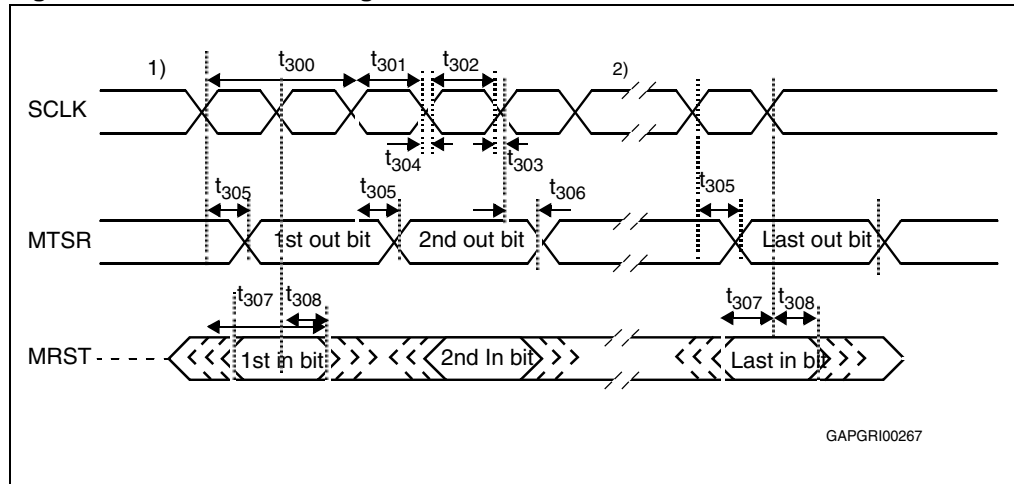 1)
t300
t301
t302
2)
SCLK
t304
t303
t305
t305
t306
t305
MTSR
1st out bit
2nd out bit
Last out bit
t307
t308
t307
t308
MRST
1st in bit
2nd In bit
Last in bit
GAPGRI00267